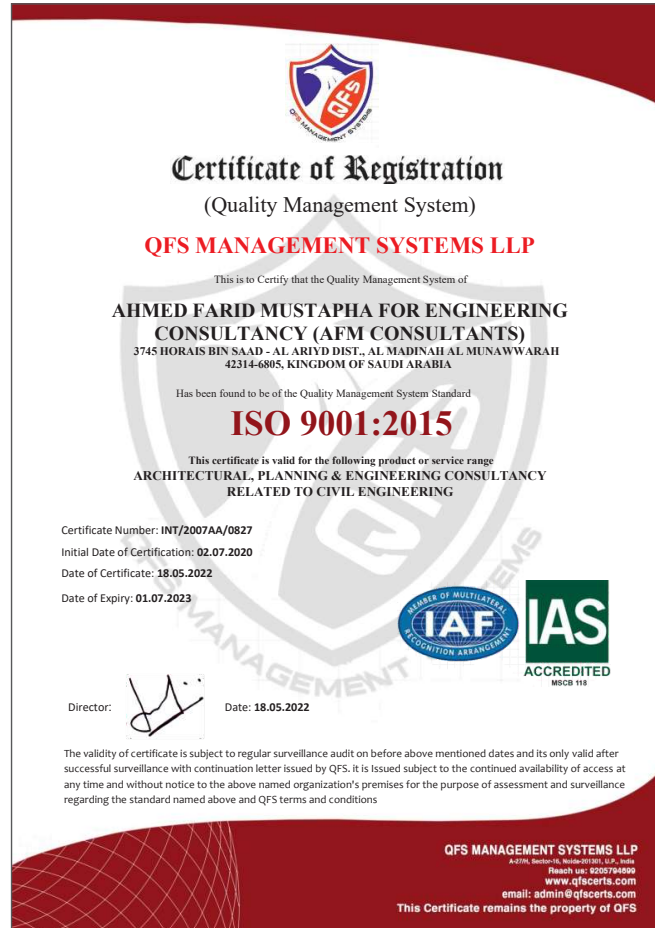 QFS
QFS MANAGEMENT SYSTEMS
Certificate of Registration
(Quality Management System)
QFS MANAGEMENT SYSTEMS LLP
This is to Certify that the Quality Management System of
AHMED FARID MUSTAPHA FOR ENGINEERING
CONSULTANCY (AFM CONSULTANTS)
3745 HORAIS BIN SAAD - AL ARIYD DIST., AL MADINAH AL MUNAWWARAH
42314-6805, KINGDOM OF SAUDI ARABIA
Has been found to be of the Quality Management System Standard
ISO 9001:2015
This certificate is valid for the following product or service range
ARCHITECTURAL, PLANNING & ENGINEERING CONSULTANCY
RELATED TO CIVIL ENGINEERING
Certificate Number: INT/2007AA/0827
Initial Date of Certification: 02.07.2020
Date of Certificate: 18.05.2022
Date of Expiry: 01.07.2023
MEMBER OF MULTILATERAL
IAF
RECOGNITION ARRANGEMENT
IAS
ACCREDITED
MSCB 118
QFS MANAGEMENT SYSTEMS
Director:
Date: 18.05.2022
The validity of certificate is subject to regular surveillance audit on before above mentioned dates and its only valid after
successful surveillance with continuation letter issued by QFS. it is Issued subject to the continued availability of access at
any time and without notice to the above named organization's premises for the purpose of assessment and surveillance
regarding the standard named above and QFS terms and conditions
QFS MANAGEMENT SYSTEMS LLP
A-27/H, Sector-16, Noida-201301, U.P., India
Reach us: 9205794699
www.qfscerts.com
email: admin@qfscerts.com
This Certificate remains the property of QFS